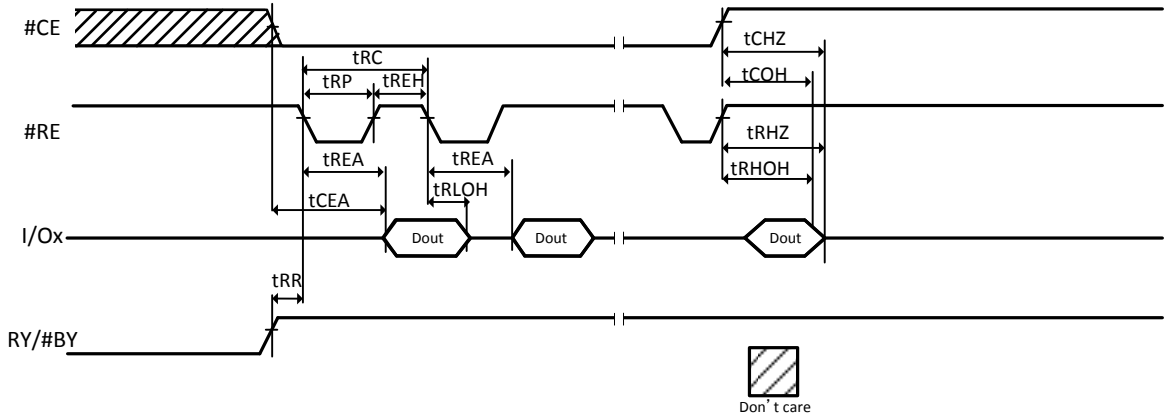 #CE
tCHZ
tRC
tCOH
tRP
tREH
#RE
tRHZ
tREA
tREA
tRHOH
tRLOH
tCEA
I/Ox
Dout
Dout
Dout
tRR
RY/#BY
Don't care